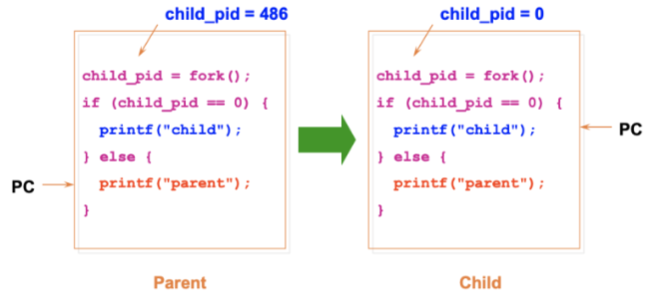 child_pid = 486
child_pid = fork();
if (child_pid == 0) {
printf("child");
} else {
printf("parent");
}
PC
Parent
child_pid = 0
child_pid = fork();
if (child_pid == 0) {
printf("child");
} else {
printf("parent");
}
PC
Child